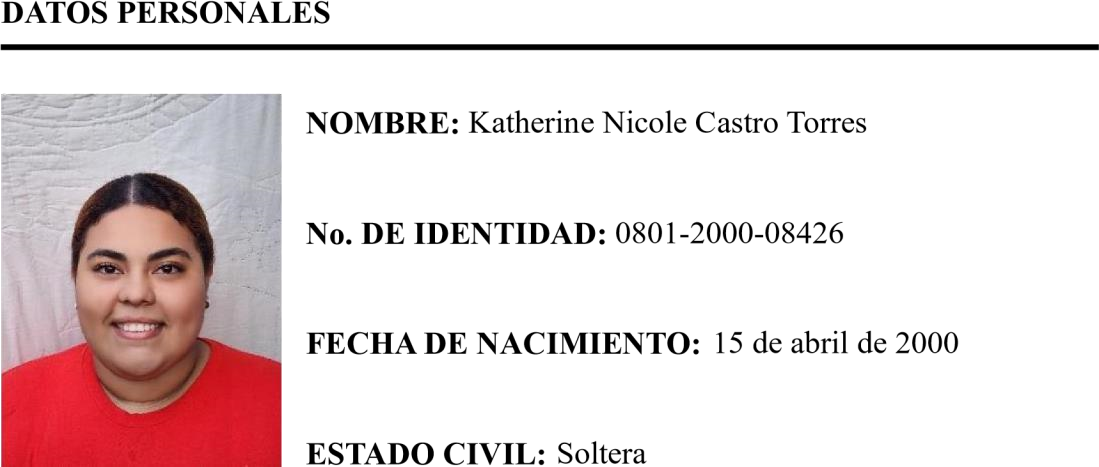 DATOS PERSONALES
NOMBRE: Katherine Nicole Castro Torres
No. DE IDENTIDAD: 0801-2000-08426
FECHA DE NACIMIENTO: 15 de abril de 2000
ESTADO CIVIL: Soltera